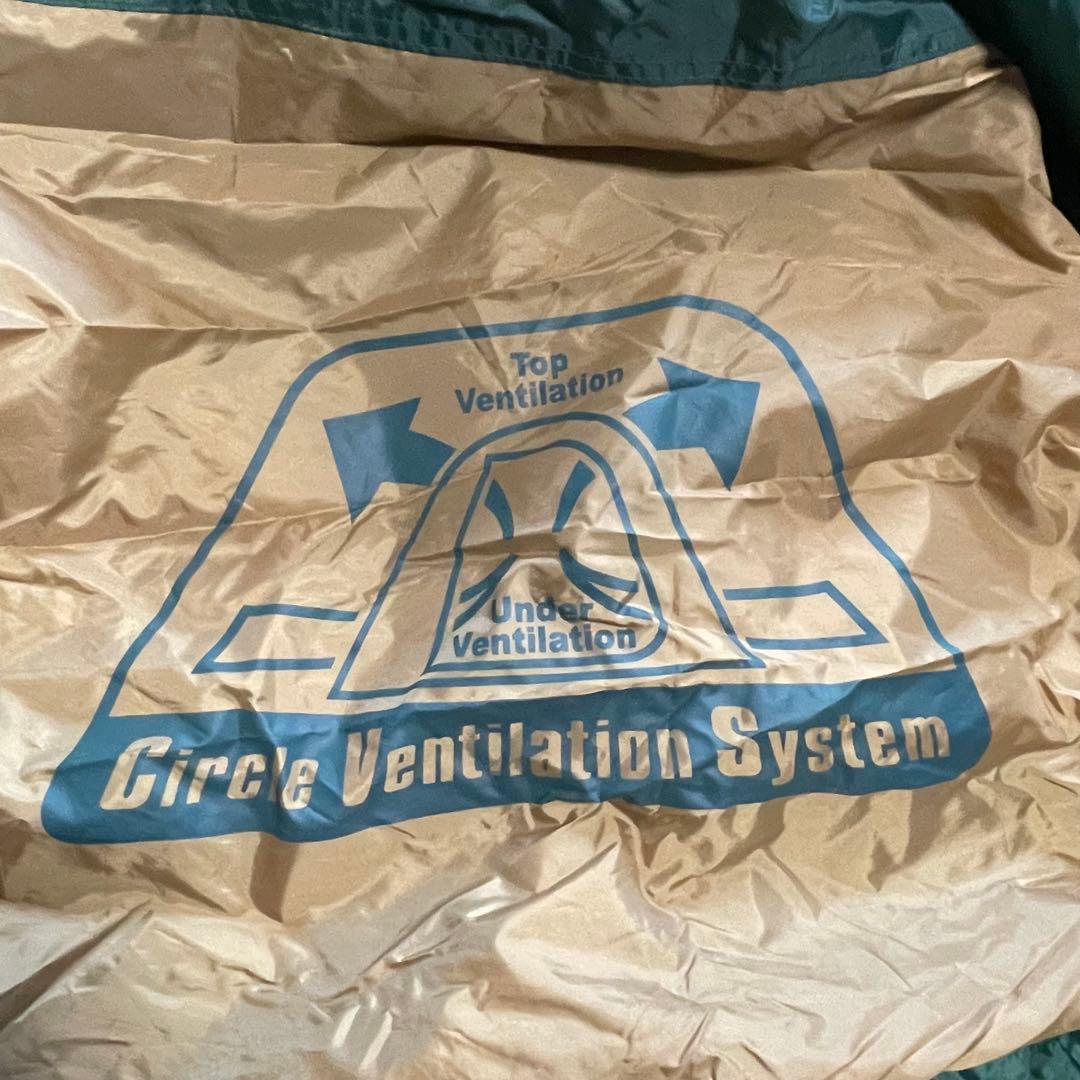 Top
Ventilation
Under
Ventilation
Circle Ventilation System